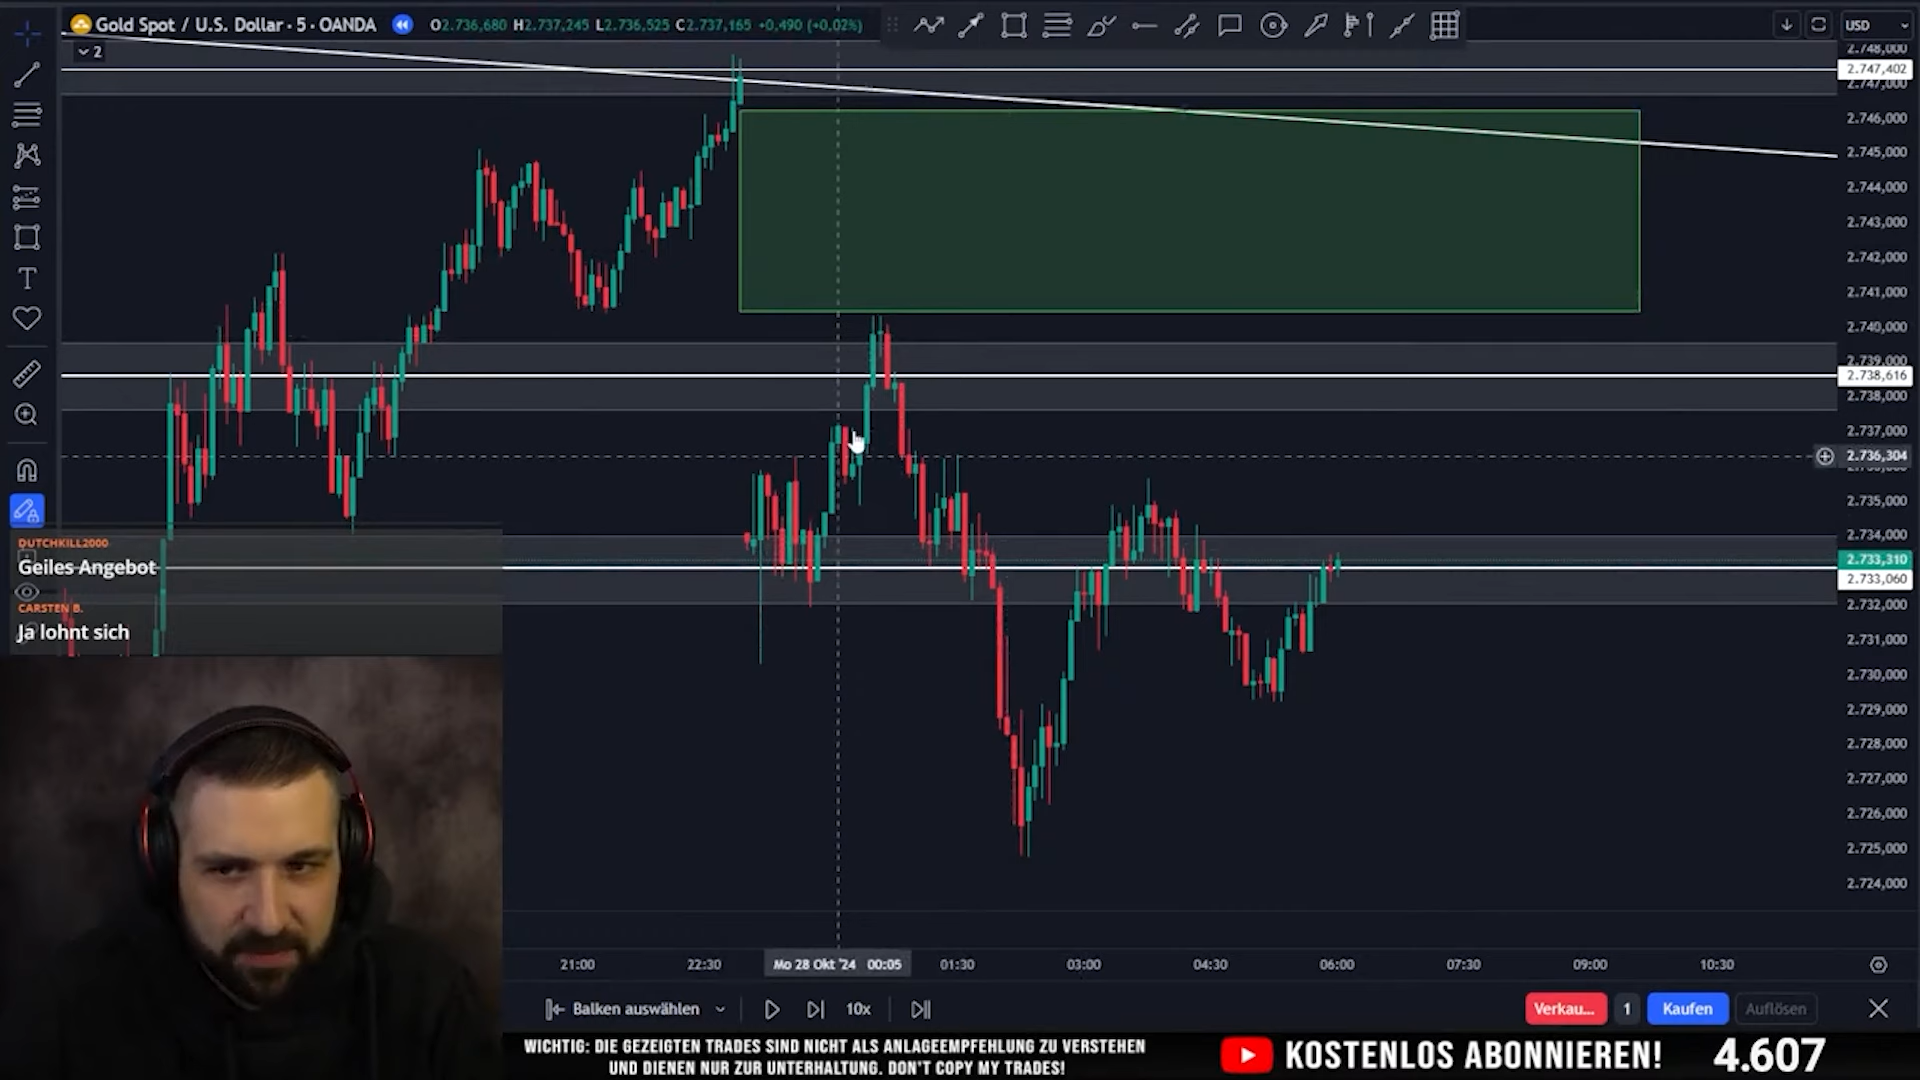 Gold Spot / U.S. Dollar · 5 · OANDA
O2.736,680 H2.737,245 L2.736,525 C2.737,165 +0,490 (+0,02%)
2
USD
2.748,000
2.747,402
2.747,000
2.746,000
2.745,000
2.744,000
2.743,000
2.742,000
2.741,000
2.740,000
2.739,000
2.738,616
2.738,000
2.737,000
2.736,304
2.735,000
2.734,000
2.733,310
2.733,060
2.732,000
2.731,000
2.730,000
2.729,000
2.728,000
2.727,000
2.726,000
2.725,000
2.724,000
DUTCHKILL2000
Geiles Angebot
CARSTEN B.
Ja lohnt sich
21:00 22:30 Mo 28 Okt '24 00:05 01:30 03:00 04:30 06:00 07:30 09:00 10:30
Balken auswählen 10x Verkau... 1 Kaufen Auflösen
WICHTIG: DIE GEZEIGTEN TRADES SIND NICHT ALS ANLAGEEMPFEHLUNG ZU VERSTEHEN
UND DIENEN NUR ZUR UNTERHALTUNG. DON'T COPY MY TRADES!
KOSTENLOS ABONNIEREN! 4.607